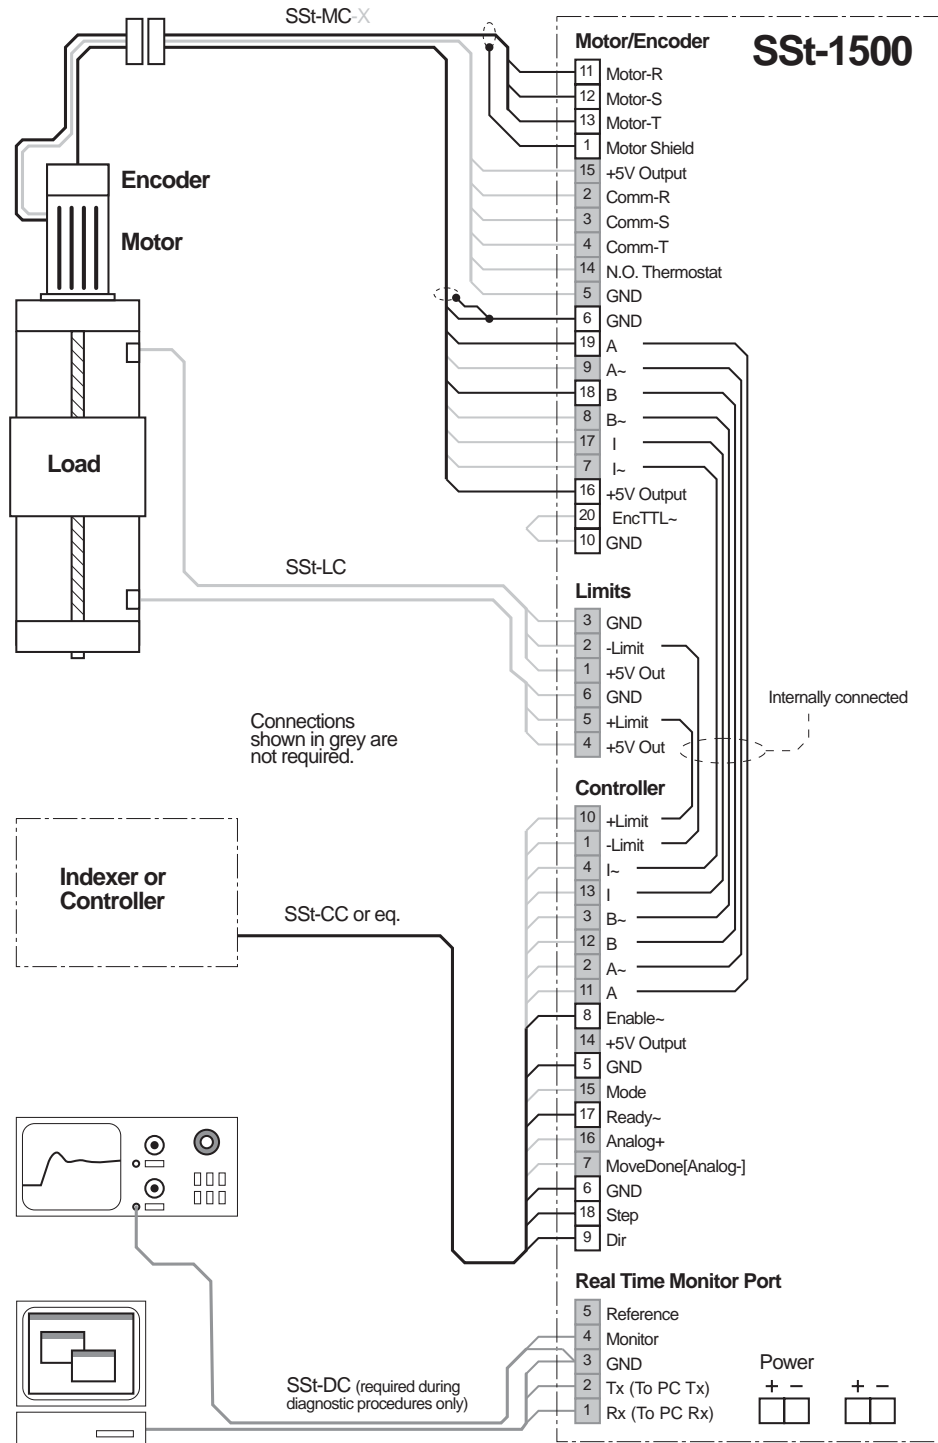 SSt-MC-X
SSt-1500
Motor/Encoder
11 Motor-R
12 Motor-S
13 Motor-T
1 Motor Shield
15 +5V Output
2 Comm-R
3 Comm-S
4 Comm-T
14 N.O. Thermostat
5 GND
6 GND
19 A
9 A~
18 B
8 B~
17 I
7 I~
16 +5V Output
20 EncTTL~
10 GND
Encoder
Motor
Load
SSt-LC
Limits
3 GND
2 -Limit
1 +5V Out
6 GND
5 +Limit
4 +5V Out
Internally connected
Connections
shown in grey are
not required.
Controller
10 +Limit
1 -Limit
4 I~
13 I
3 B~
12 B
2 A~
11 A
8 Enable~
14 +5V Output
5 GND
15 Mode
17 Ready~
16 Analog+
7 MoveDone[Analog-]
6 GND
18 Step
9 Dir
Indexer or
Controller
SSt-CC or eq.
Real Time Monitor Port
5 Reference
4 Monitor
3 GND
2 Tx (To PC Tx)
1 Rx (To PC Rx)
SSt-DC (required during
diagnostic procedures only)
Power
+ − + −